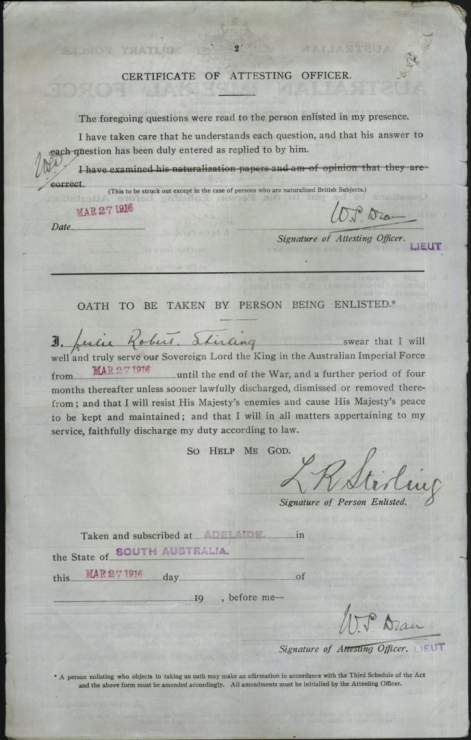 2
CERTIFICATE OF ATTESTING OFFICER.
The foregoing questions were read to the person enlisted in my presence.
I have taken care that he understands each question, and that his answer to
each question has been duly entered as replied to by him.
I have examined his naturalization papers and am of opinion that they are
correct.
(This to be struck out except in the case of persons who are naturalized British Subjects.)
MAR 27 1916
Date
W.S. Dean
Signature of Attesting Officer. LIEUT
OATH TO BE TAKEN BY PERSON BEING ENLISTED.*
I, Leslie Robert Stirling swear that I will
well and truly serve our Sovereign Lord the King in the Australian Imperial Force
from MAR 27 1916 until the end of the War, and a further period of four
months thereafter unless sooner lawfully discharged, dismissed or removed there-
from; and that I will resist His Majesty's enemies and cause His Majesty's peace
to be kept and maintained; and that I will in all matters appertaining to my
service, faithfully discharge my duty according to law.
SO HELP ME GOD.
L R Stirling
Signature of Person Enlisted.
Taken and subscribed at ADELAIDE. in
the State of SOUTH AUSTRALIA.
this MAR 27 1916 day of
19 , before me—
W.S. Dean
Signature of Attesting Officer. LIEUT
* A person enlisting who objects to taking an oath may make an affirmation in accordance with the Third Schedule of the Act
and the above form must be amended accordingly. All amendments must be initialled by the Attesting Officer.